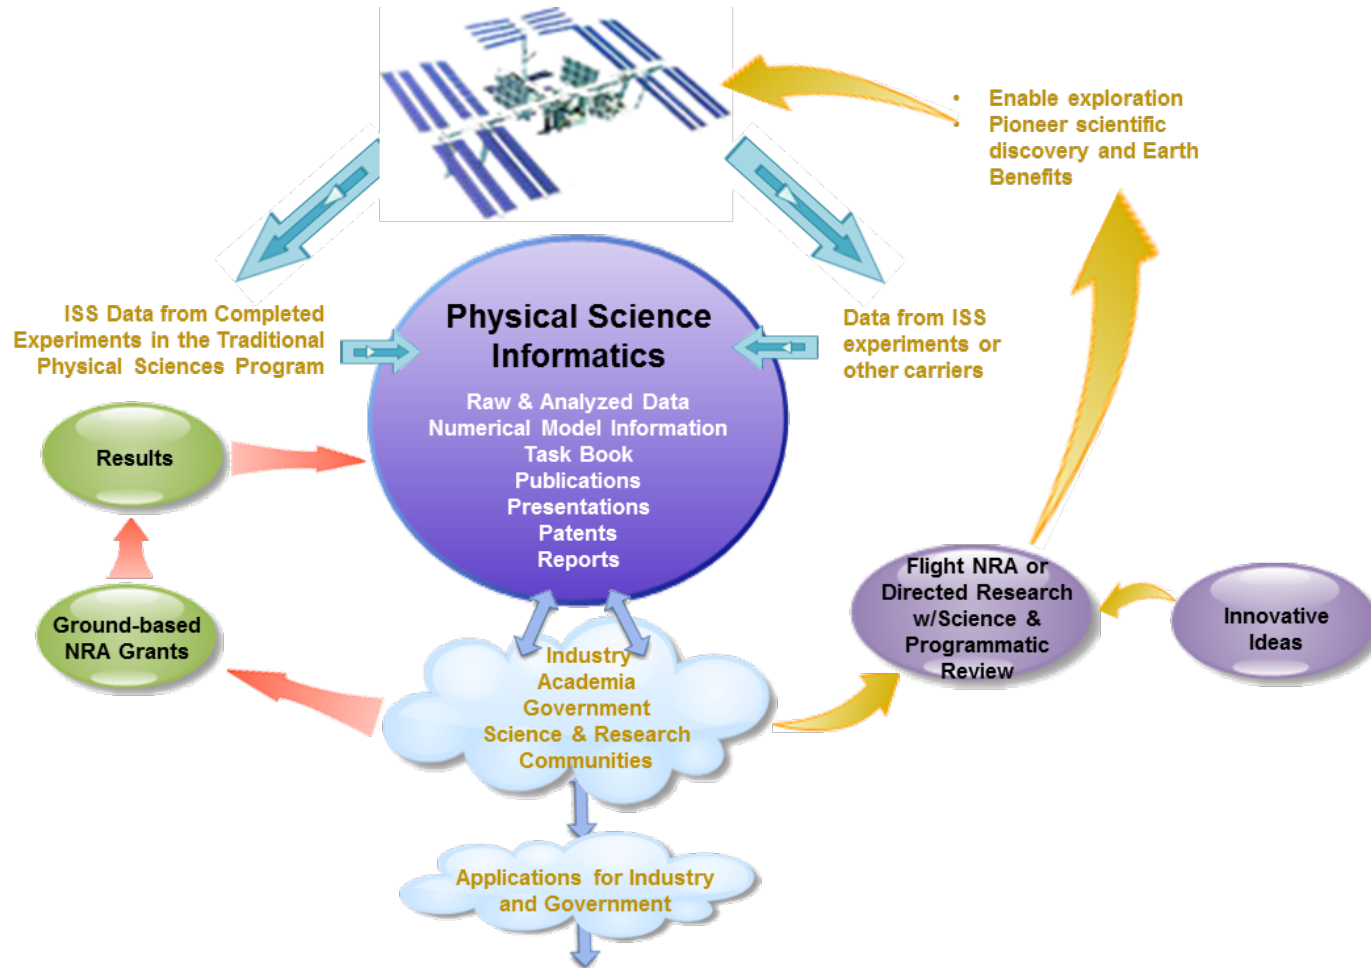 • Enable exploration
• Pioneer scientific
discovery and Earth
Benefits
ISS Data from Completed
Experiments in the Traditional
Physical Sciences Program
Physical Science
Informatics
Raw & Analyzed Data
Numerical Model Information
Task Book
Publications
Presentations
Patents
Reports
Data from ISS
experiments or
other carriers
Results
Ground-based
NRA Grants
Flight NRA or
Directed Research
w/Science &
Programmatic
Review
Innovative
Ideas
Industry
Academia
Government
Science & Research
Communities
Applications for Industry
and Government